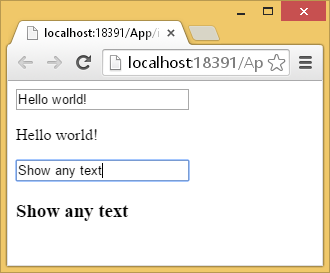 localhost:18391/App/i
localhost:18391/Ap
Hello world!
Hello world!
Show any text
Show any text